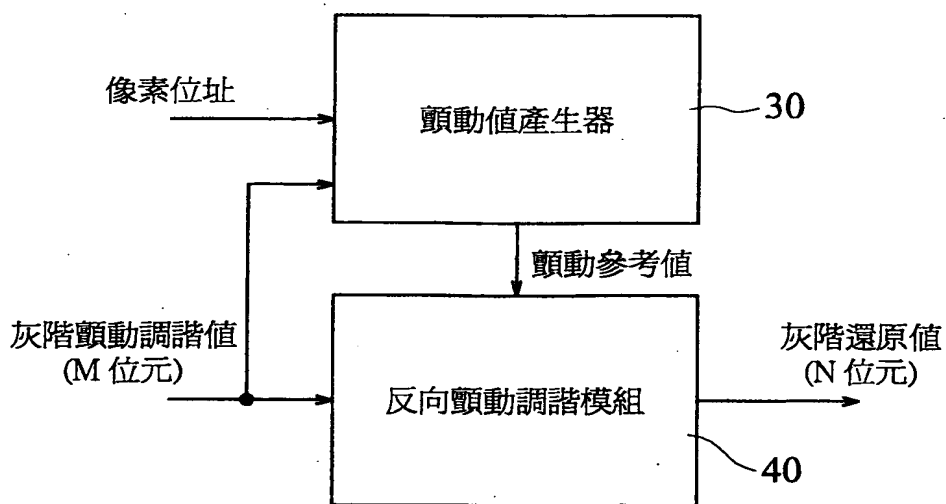 像素位址
顫動值產生器
30
顫動參考值
灰階顫動調諧值
(M 位元)
反向顫動調諧模組
灰階還原值
(N 位元)
40